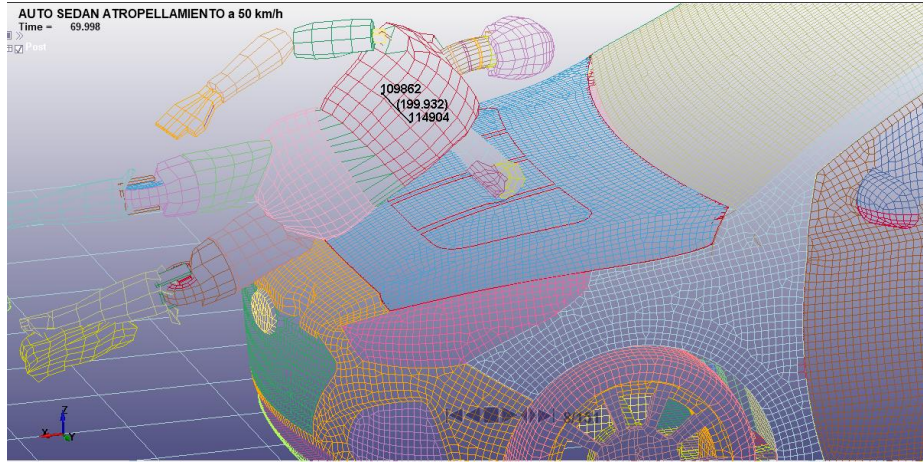 AUTO SEDAN ATROPELLAMIENTO a 50 km/h
Time = 69.998
Post
109862
(199.932)
114904
Z
X
Y